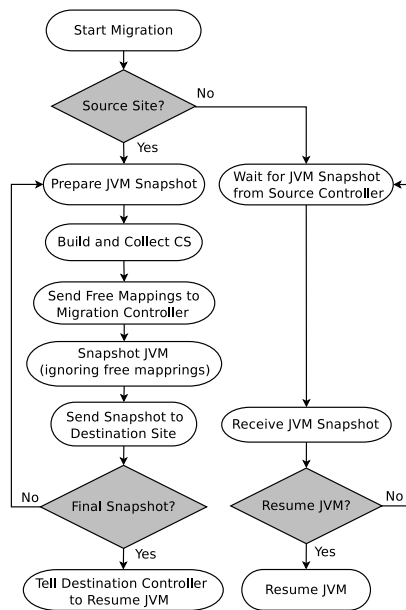 Start Migration
Source Site?
No
Yes
Prepare JVM Snapshot
Wait for JVM Snapshot
from Source Controller
Build and Collect CS
Send Free Mappings to
Migration Controller
Snapshot JVM
(ignoring free mapprings)
Send Snapshot to
Destination Site
Receive JVM Snapshot
No
Final Snapshot?
Resume JVM?
No
Yes
Yes
Tell Destination Controller
to Resume JVM
Resume JVM